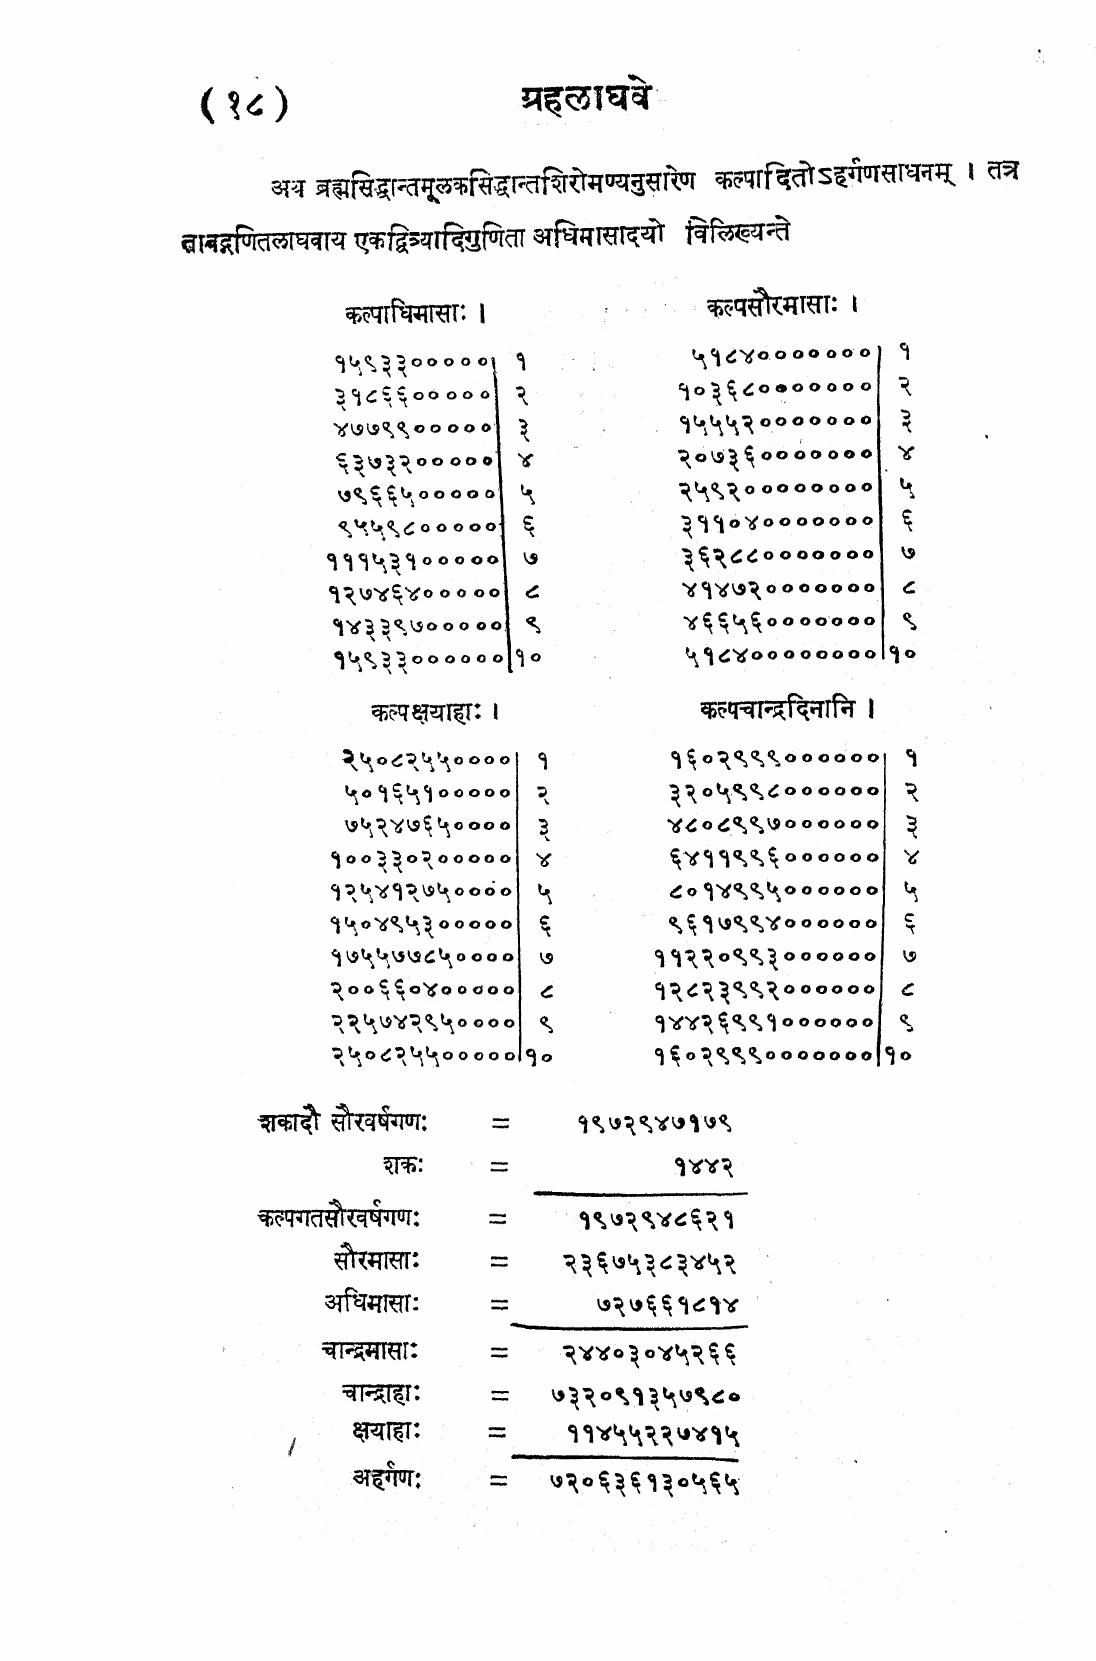 (१८) ग्रहलाघवे
अथ ब्रह्मसिद्धान्तमूलकसिद्धान्तशिरोमण्यनुसारेण कल्पादितोऽहर्गणसाधनम् । तत्र
तावद्गणितलाघवाय एकद्वित्र्यादिगुणिता अधिमासादयो विलिख्यन्ते
कल्पाधिमासाः ।
१५९३३००००० १
३१८६६००००० २
४७७९९००००० ३
६३७३२००००० ४
७९६६५००००० ५
९५५९८००००० ६
१११५३१००००० ७
१२७४६४००००० ८
१४३३९७००००० ९
१५९३३०००००० १०
कल्पसौरमासाः ।
५१८४००००००० १
१०३६८००००००० २
१५५५२००००००० ३
२०७३६००००००० ४
२५९२०००००००० ५
३११०४००००००० ६
३६२८८००००००० ७
४१४७२००००००० ८
४६६५६००००००० ९
५१८४०००००००० १०
कल्पक्षयाहाः ।
२५०८२५५०००० १
५०१६५१००००० २
७५२४७६५०००० ३
१००३३०२००००० ४
१२५४१२७५०००० ५
१५०४९५३००००० ६
१७५५७७८५०००० ७
२००६६०४००००० ८
२२५७४२९५०००० ९
२५०८२५५००००० १०
कल्पचान्द्रदिनानि ।
१६०२९९९०००००० १
३२०५९९८०००००० २
४८०८९९७०००००० ३
६४११९९६०००००० ४
८०१४९९५०००००० ५
९६१७९९४०००००० ६
११२२०९९३०००००० ७
१२८२३९९२०००००० ८
१४४२६९९१०००००० ९
१६०२९९९००००००० १०
शकादौ सौरवर्षगणः = १९७२९४७१७९
शकः = १४४२
कल्पगतसौरवर्षगणः = १९७२९४८६२१
सौरमासाः = २३६७५३८३४५२
अधिमासाः = ७२७६६१८१४
चान्द्रमासाः = २४४०३०४५२६६
चान्द्राहाः = ७३२०९१३५७९८०
क्षयाहाः = ११४५५२२७४१५
अहर्गणः = ७२०६३६१३०५६५